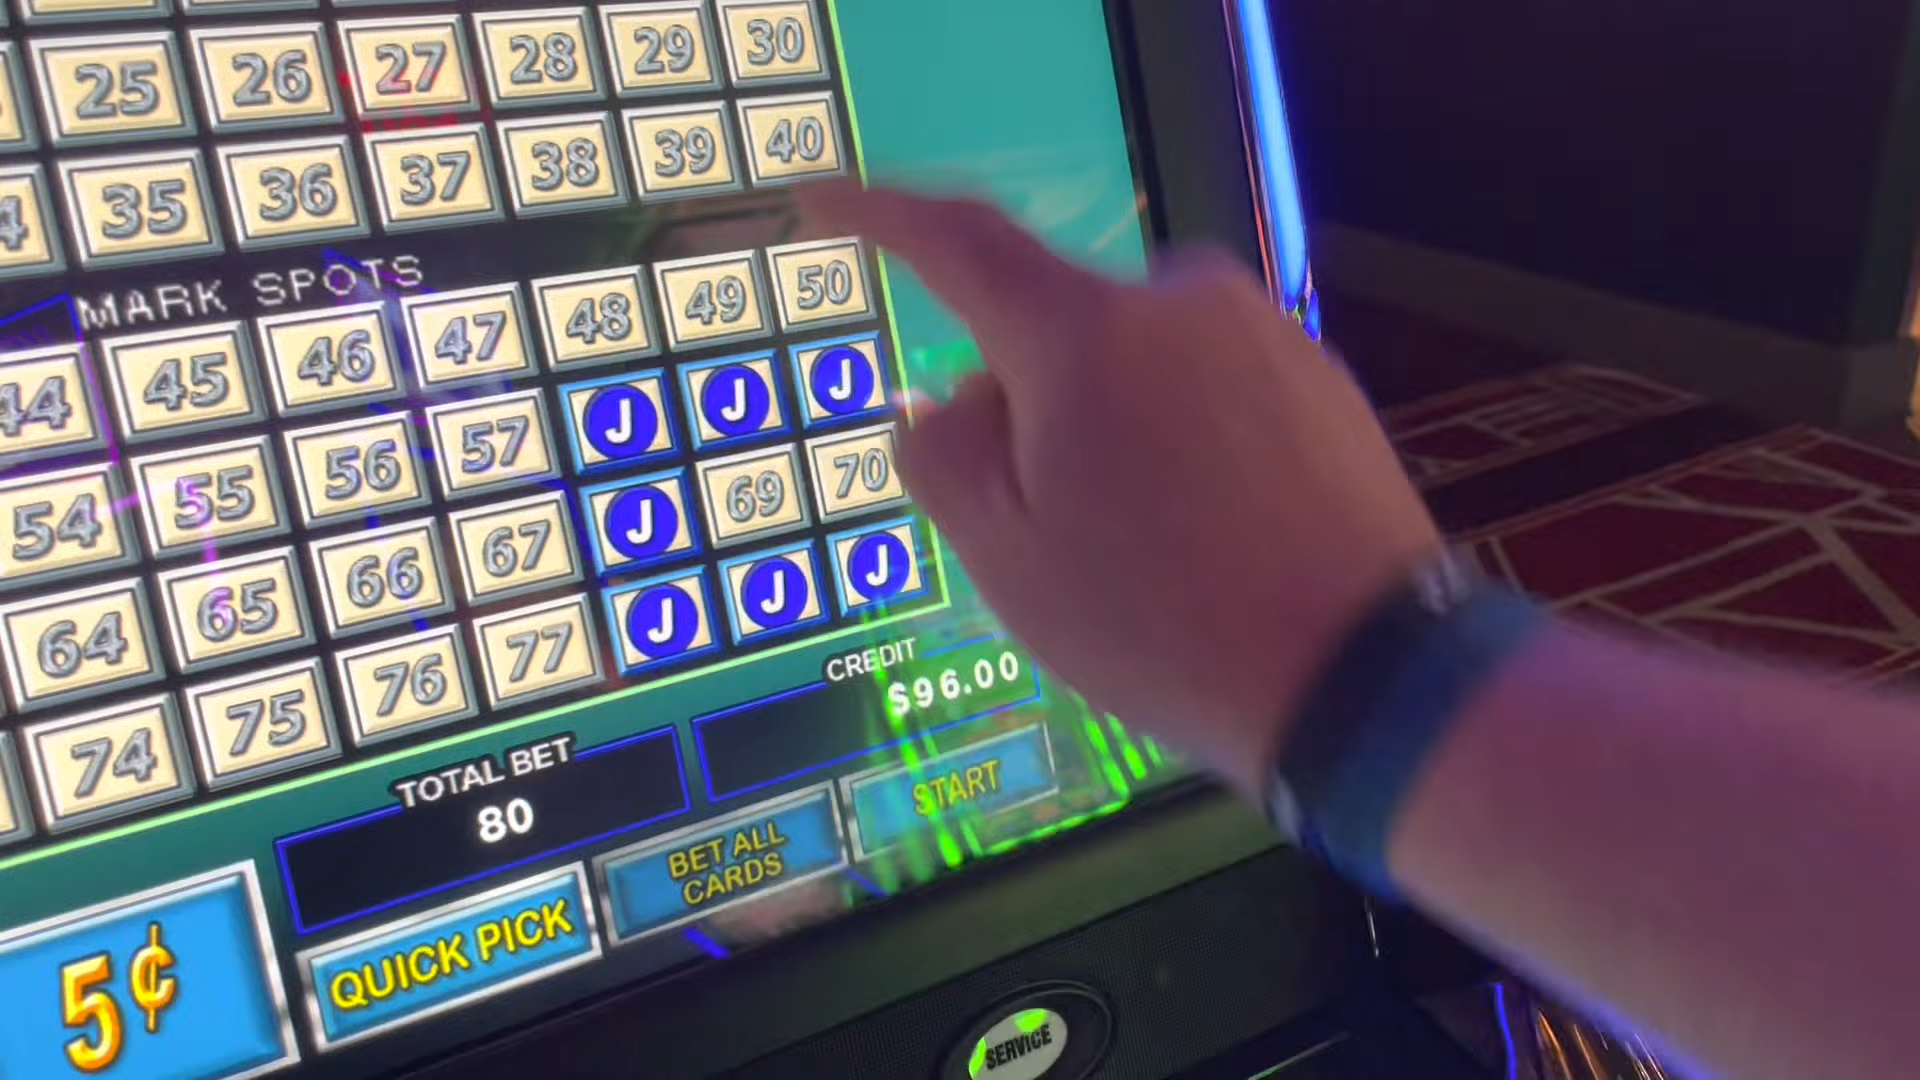 25 26 27 28 29 30
35 36 37 38 39 40
MARK SPOTS
44 45 46 47 48 49 50
54 55 56 57 J J J
64 65 66 67 J 69 70
74 75 76 77 J J J
CREDIT
$96.00
TOTAL BET
80
START
BET ALL
CARDS
QUICK PICK
5¢
SERVICE